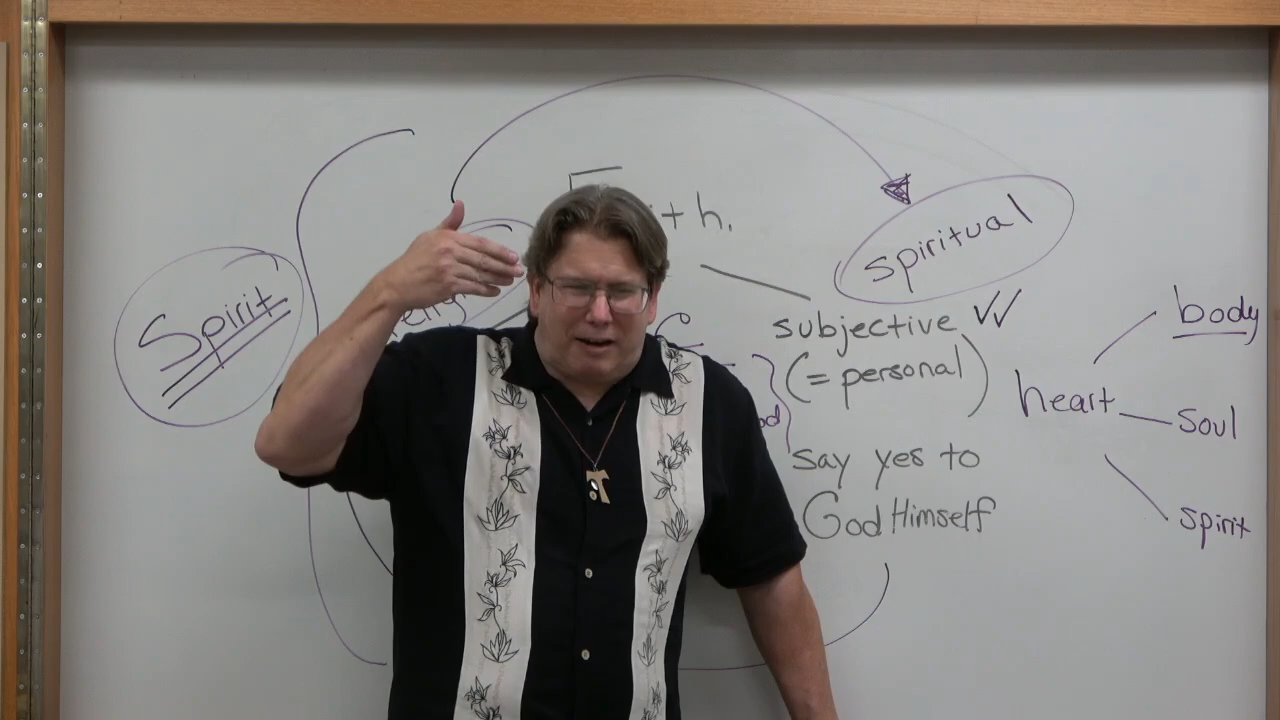 Spirit
spiritual
subjective ✓✓
(= personal)
say yes to
God Himself
heart
body
soul
spirit